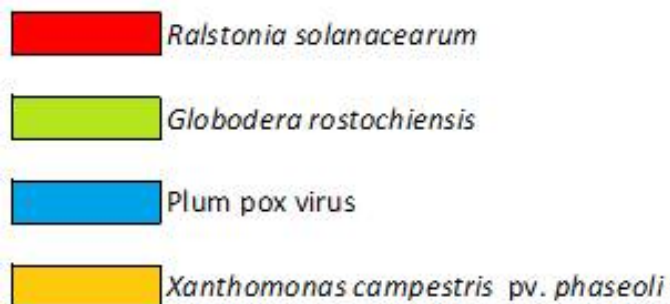 Ralstonia solanacearum
Globodera rostochiensis
Plum pox virus
Xanthomonas campestris pv. phaseoli